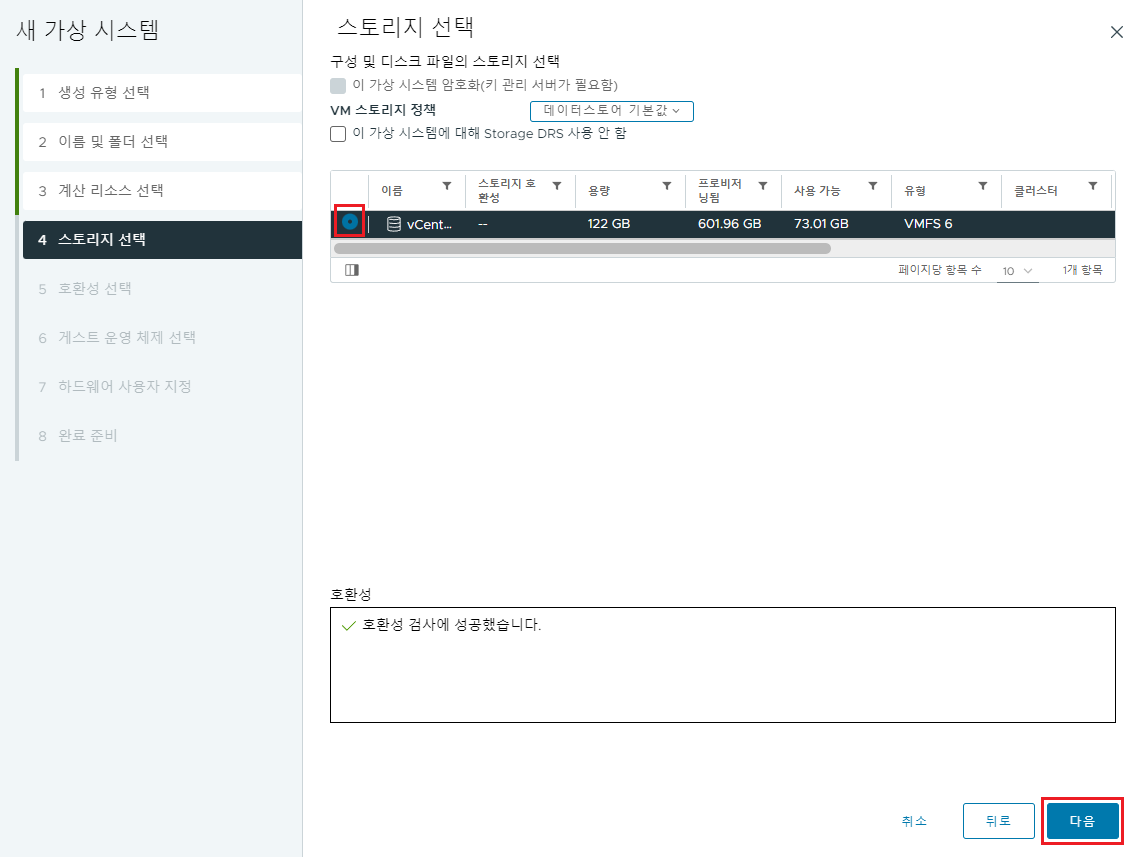 새 가상 시스템
1 생성 유형 선택
2 이름 및 폴더 선택
3 계산 리소스 선택
4 스토리지 선택
5 호환성 선택
6 게스트 운영 체제 선택
7 하드웨어 사용자 지정
8 완료 준비
스토리지 선택
구성 및 디스크 파일의 스토리지 선택
이 가상 시스템 암호화(키 관리 서버가 필요함)
VM 스토리지 정책 데이터스토어 기본값
이 가상 시스템에 대해 Storage DRS 사용 안 함
이름 스토리지 호환성 용량 프로비저닝됨 사용 가능 유형 클러스터
vCent... -- 122 GB 601.96 GB 73.01 GB VMFS 6
페이지당 항목 수 10 1개 항목
호환성
호환성 검사에 성공했습니다.
취소 뒤로 다음